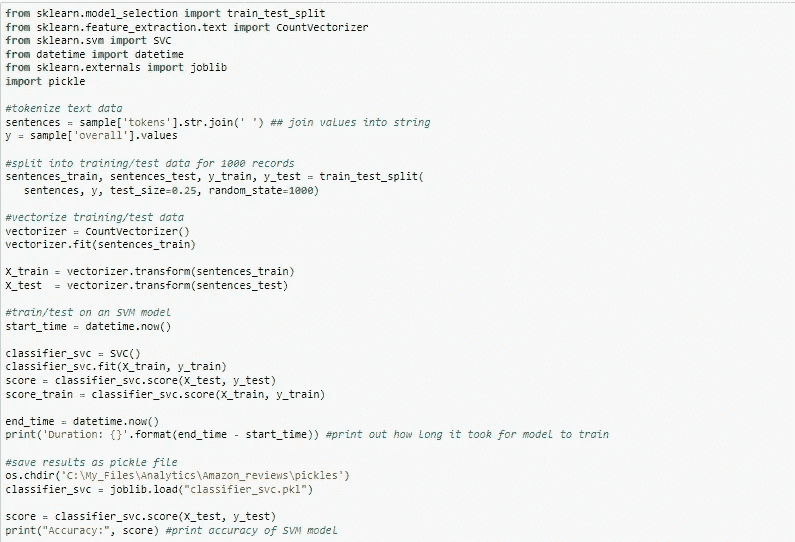 from sklearn.model_selection import train_test_split
from sklearn.feature_extraction.text import CountVectorizer
from sklearn.svm import SVC
from datetime import datetime
from sklearn.externals import joblib
import pickle

#tokenize text data
sentences = sample['tokens'].str.join(' ') ## join values into string
y = sample['overall'].values

#split into training/test data for 1000 records
sentences_train, sentences_test, y_train, y_test = train_test_split(
   sentences, y, test_size=0.25, random_state=1000)

#vectorize training/test data
vectorizer = CountVectorizer()
vectorizer.fit(sentences_train)

X_train = vectorizer.transform(sentences_train)
X_test  = vectorizer.transform(sentences_test)

#train/test on an SVM model
start_time = datetime.now()

classifier_svc = SVC()
classifier_svc.fit(X_train, y_train)
score = classifier_svc.score(X_test, y_test)
score_train = classifier_svc.score(X_train, y_train)

end_time = datetime.now()
print('Duration: {}'.format(end_time - start_time)) #print out how long it took for model to train

#save results as pickle file
os.chdir('C:\My_Files\Analytics\Amazon_reviews\pickles')
classifier_svc = joblib.load("classifier_svc.pkl")

score = classifier_svc.score(X_test, y_test)
print("Accuracy:", score) #print accuracy of SVM model